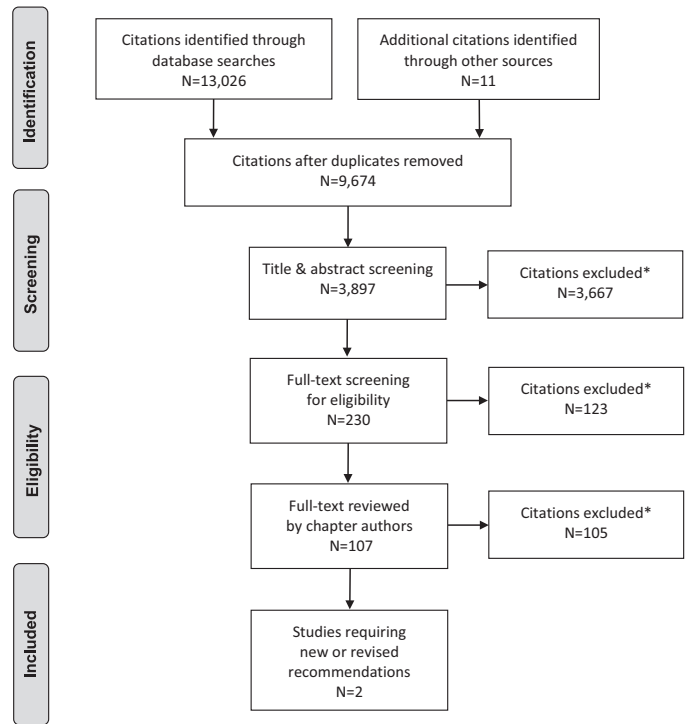 Identification
Citations identified through
database searches
N=13,026
Additional citations identified
through other sources
N=11
Citations after duplicates removed
N=9,674
Screening
Title & abstract screening
N=3,897
Citations excluded*
N=3,667
Eligibility
Full-text screening
for eligibility
N=230
Citations excluded*
N=123
Full-text reviewed
by chapter authors
N=107
Citations excluded*
N=105
Included
Studies requiring
new or revised
recommendations
N=2